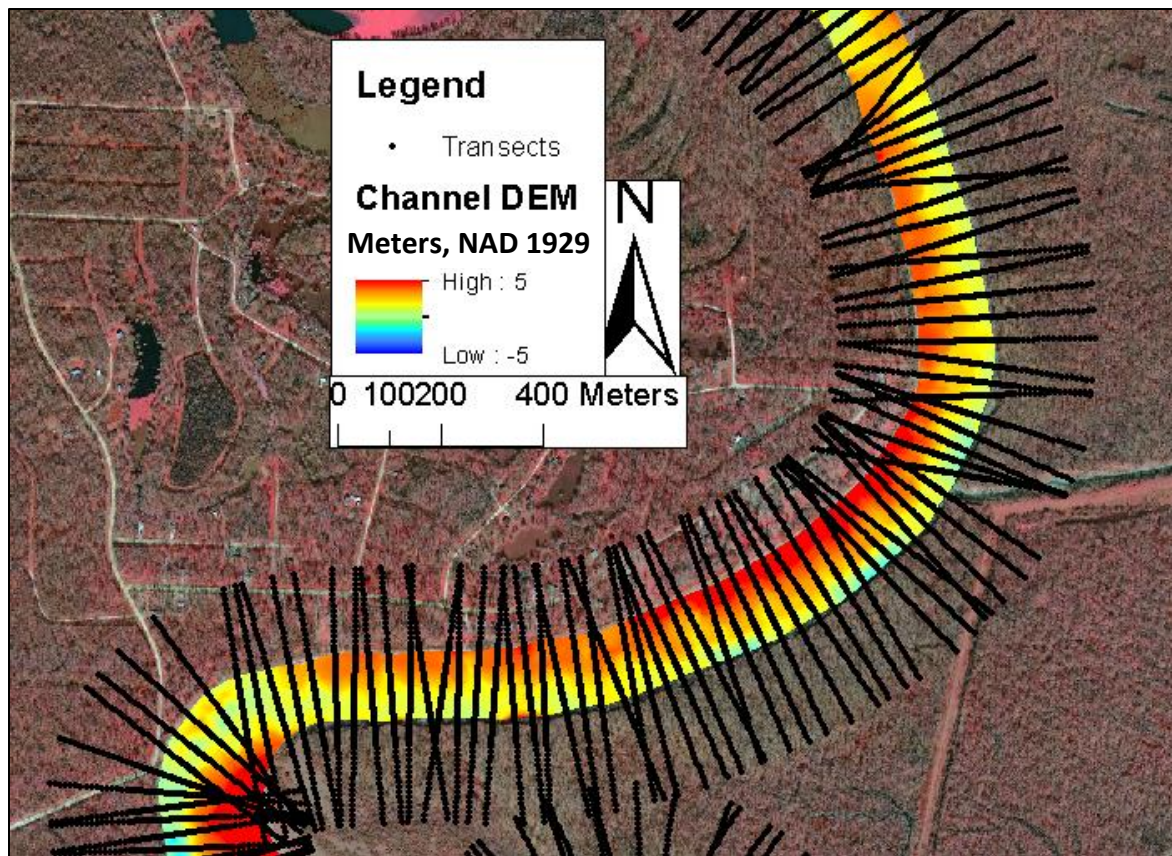 Legend
Transects
Channel DEM
Meters, NAD 1929
High : 5
Low : -5
N
0 100200 400 Meters